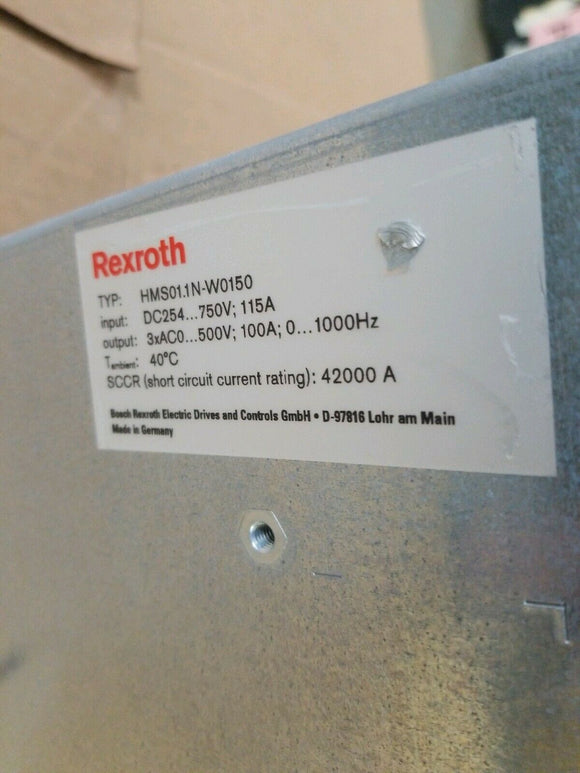 Rexroth
TYP: HMS01.1N-W0150
input: DC254...750V; 115A
output: 3xAC0...500V; 100A; 0...1000Hz
Tambient: 40°C
SCCR (short circuit current rating): 42000 A
Bosch Rexroth Electric Drives and Controls GmbH • D-97816 Lohr am Main
Made in Germany